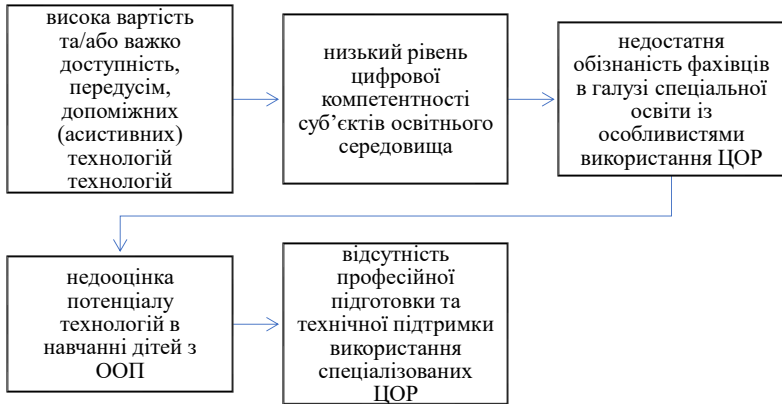 висока вартість
та/або важко
доступність,
передусім,
допоміжних
(асистивних)
технологій
технологій
низький рівень
цифрової
компетентності
суб’єктів освітнього
середовища
недостатня
обізнаність фахівців
в галузі спеціальної
освіти із
особливистями
використання ЦОР
недооцінка
потенціалу
технологій в
навчанні дітей з
ООП
відсутність
професійної
підготовки та
технічної підтримки
використання
спеціалізованих
ЦОР